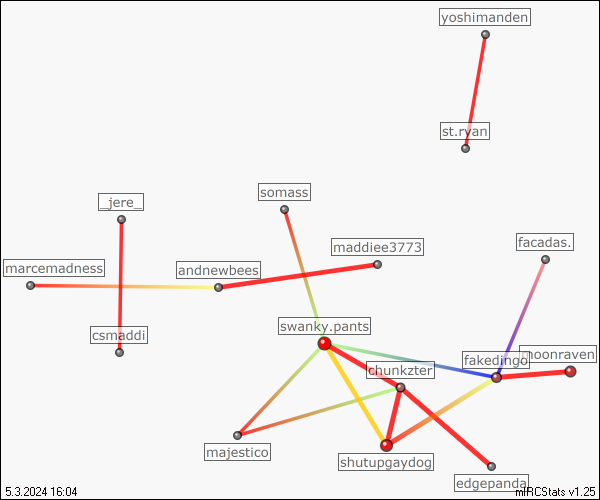 yoshimanden
st.ryan
somass
_jere_
maddiee3773
facadas.
marcemadness
andnewbees
swanky.pants
csmaddi
moonraven
fakedingo
chunkzter
majestico
shutupgaydog
edgepanda
5.3.2024 16:04
mIRCStats v1.25